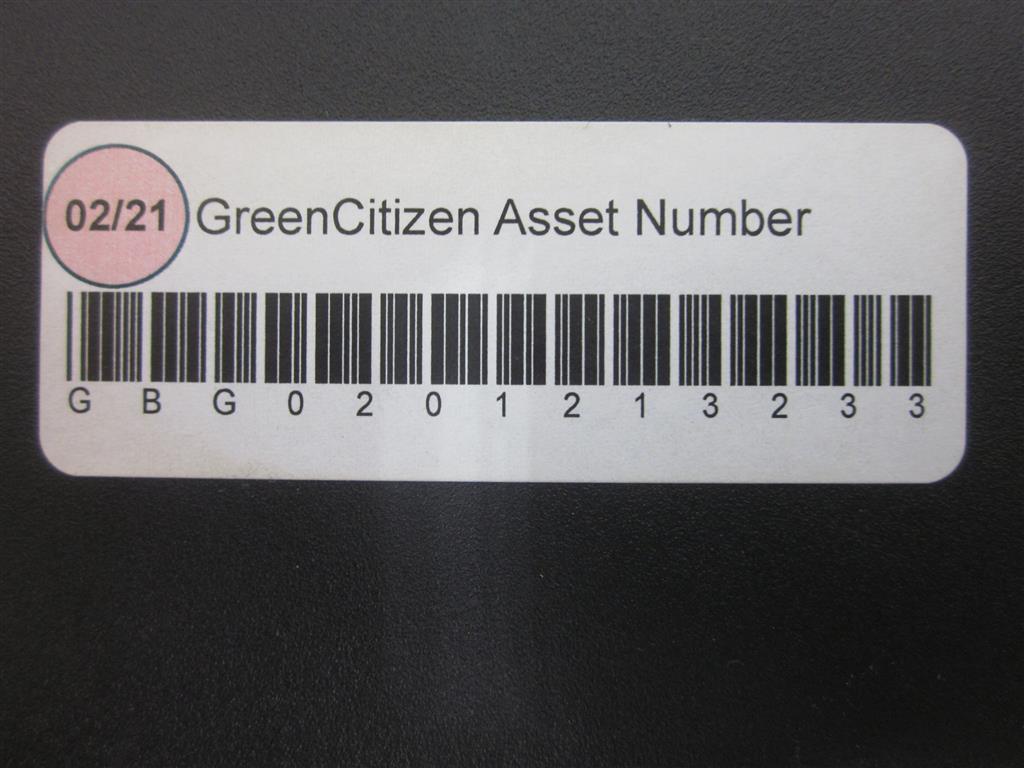 02/21 GreenCitizen Asset Number
G B G 0 2 0 1 2 1 3 2 3 3